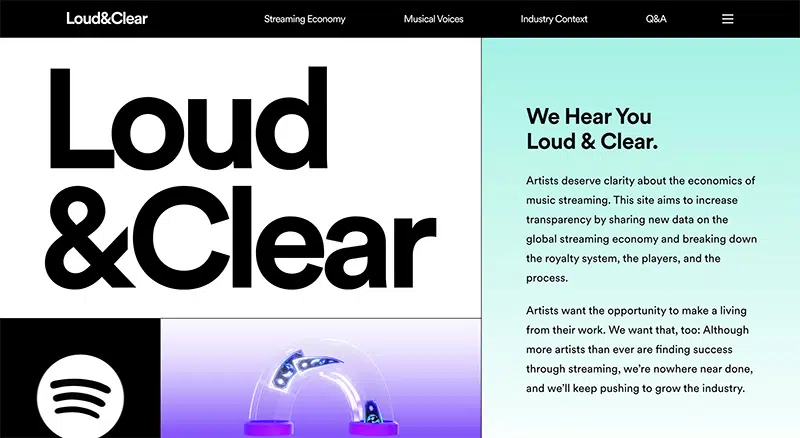 Loud&Clear
Streaming Economy
Musical Voices
Industry Context
Q&A
Loud
&Clear
We Hear You
Loud & Clear.
Artists deserve clarity about the economics of
music streaming. This site aims to increase
transparency by sharing new data on the
global streaming economy and breaking down
the royalty system, the players, and the
process.
Artists want the opportunity to make a living
from their work. We want that, too: Although
more artists than ever are finding success
through streaming, we’re nowhere near done,
and we’ll keep pushing to grow the industry.